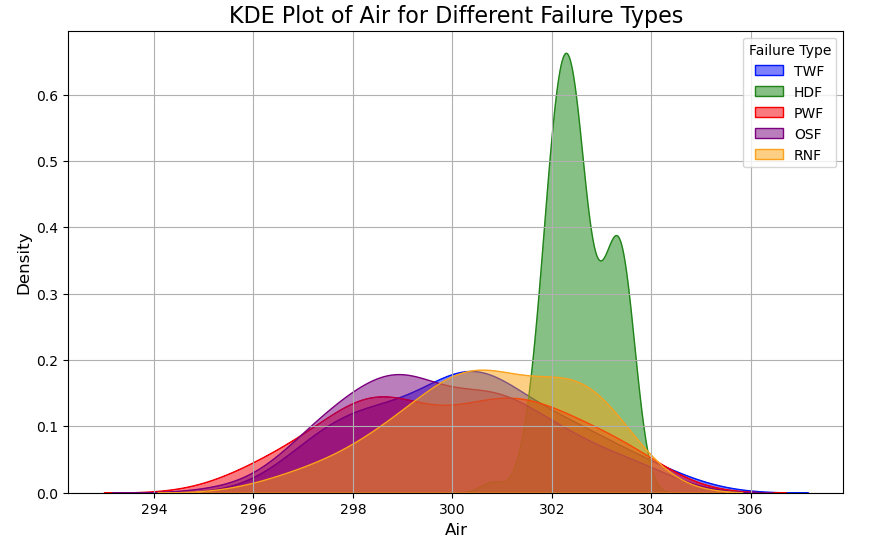 KDE Plot of Air for Different Failure Types
Failure Type
TWF
HDF
PWF
OSF
RNF
Density
0.6
0.5
0.4
0.3
0.2
0.1
0.0
294 296 298 300 302 304 306
Air